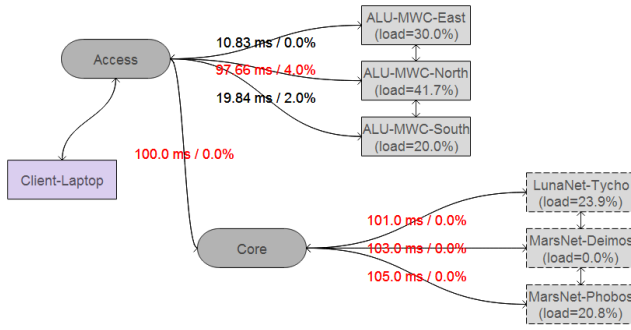 ALU-MWC-East
(load=30.0%)
10.83 ms / 0.0%
Access
97.66 ms / 4.0%
ALU-MWC-North
(load=41.7%)
19.84 ms / 2.0%
ALU-MWC-South
(load=20.0%)
100.0 ms / 0.0%
Client-Laptop
LunaNet-Tycho
(load=23.9%)
101.0 ms / 0.0%
Core
103.0 ms / 0.0%
MarsNet-Deimos
(load=0.0%)
105.0 ms / 0.0%
MarsNet-Phobos
(load=20.8%)